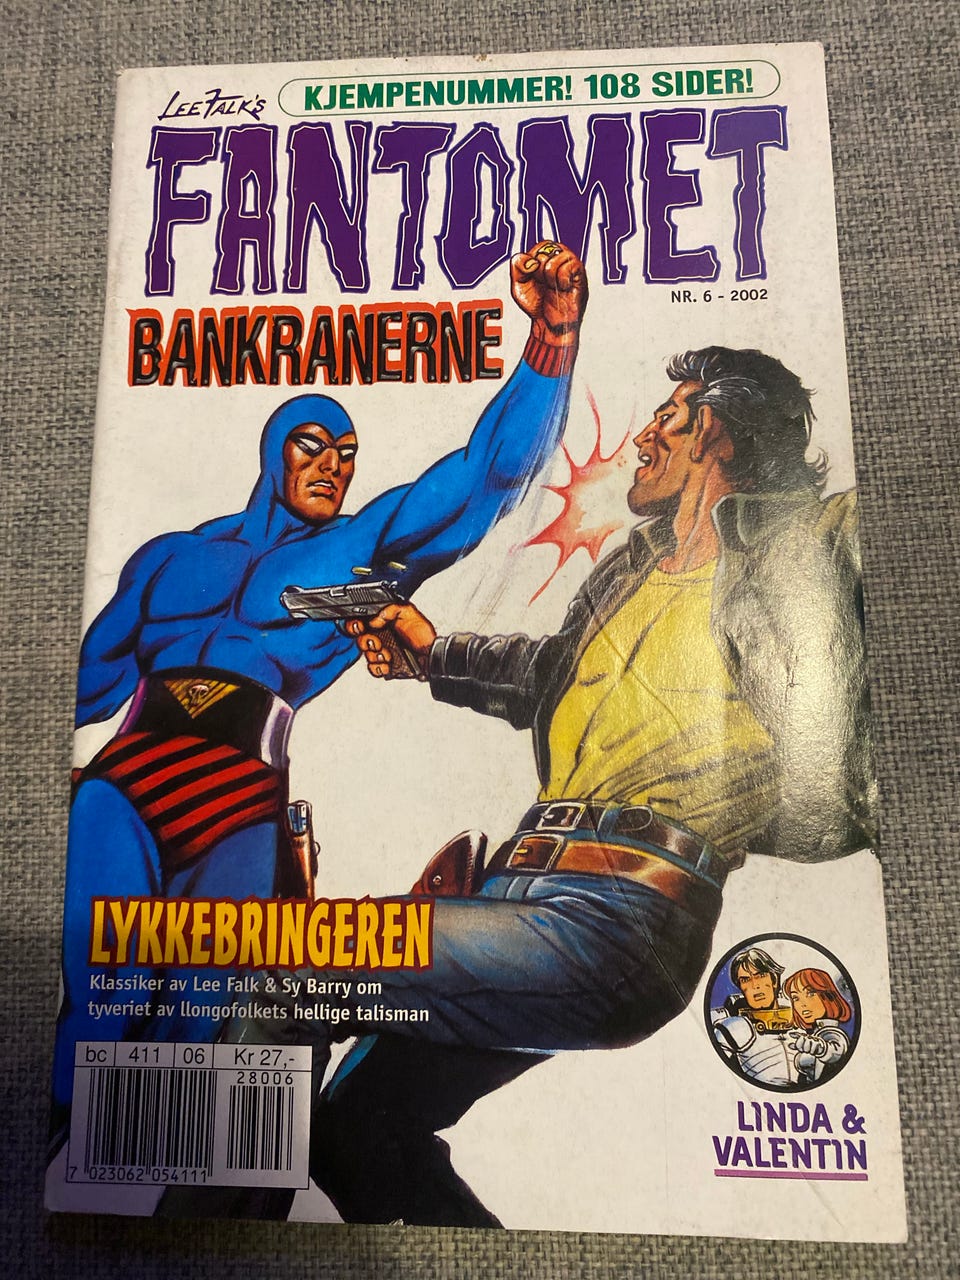 LEE FALK'S
KJEMPENUMMER! 108 SIDER!
FANTOMET
NR. 6 - 2002
BANKRANERNE
LYKKEBRINGEREN
Klassiker av Lee Falk & Sy Barry om
tyveriet av llongofolkets hellige talisman
bc 411 06 Kr 27,-
28006
7 023062 054111
LINDA &
VALENTIN